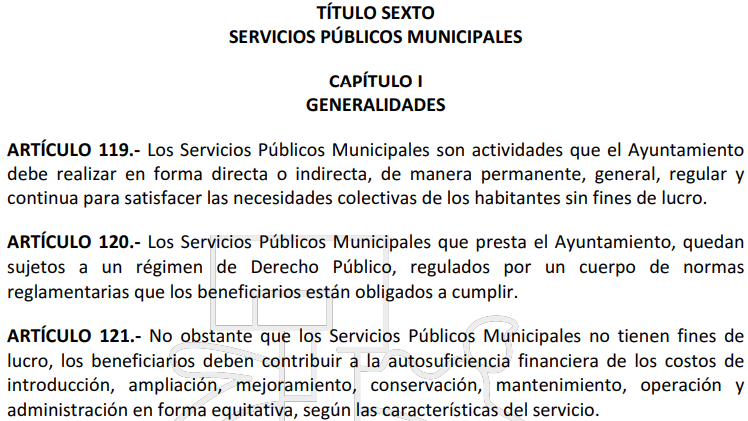 TÍTULO SEXTO
SERVICIOS PÚBLICOS MUNICIPALES
CAPÍTULO I
GENERALIDADES
ARTÍCULO 119.- Los Servicios Públicos Municipales son actividades que el Ayuntamiento
debe realizar en forma directa o indirecta, de manera permanente, general, regular y
continua para satisfacer las necesidades colectivas de los habitantes sin fines de lucro.
ARTÍCULO 120.- Los Servicios Públicos Municipales que presta el Ayuntamiento, quedan
sujetos a un régimen de Derecho Público, regulados por un cuerpo de normas
reglamentarias que los beneficiarios están obligados a cumplir.
ARTÍCULO 121.- No obstante que los Servicios Públicos Municipales no tienen fines de
lucro, los beneficiarios deben contribuir a la autosuficiencia financiera de los costos de
introducción, ampliación, mejoramiento, conservación, mantenimiento, operación y
administración en forma equitativa, según las características del servicio.